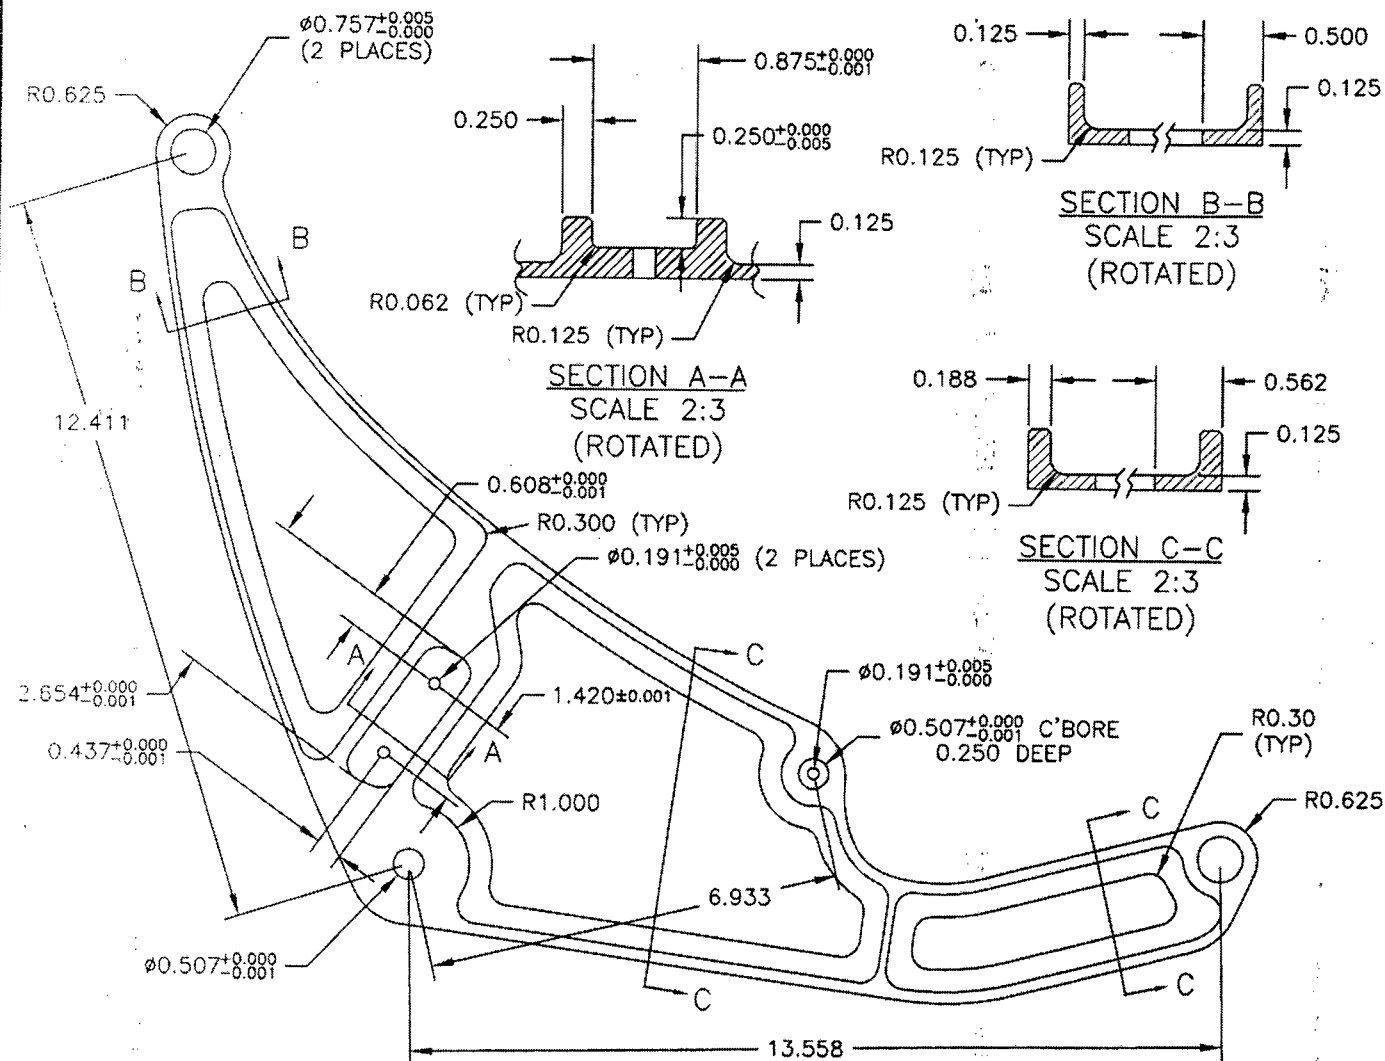 ø0.757+0.005 -0.000
(2 PLACES)
R0.625
0.875+0.000 -0.001
0.250
0.250+0.000 -0.005
0.125
R0.062 (TYP)
R0.125 (TYP)
SECTION A-A
SCALE 2:3
(ROTATED)
0.125
0.500
0.125
R0.125 (TYP)
SECTION B-B
SCALE 2:3
(ROTATED)
B
B
12.411
0.188
0.562
0.125
R0.125 (TYP)
SECTION C-C
SCALE 2:3
(ROTATED)
0.608+0.000 -0.001
R0.300 (TYP)
ø0.191+0.005 -0.000 (2 PLACES)
A
C
ø0.191+0.005 -0.000
2.654+0.000 -0.001
1.420±0.001
ø0.507+0.000 -0.001 C'BORE
0.250 DEEP
R0.30
(TYP)
0.437+0.000 -0.001
A
R1.000
C
R0.625
6.933
ø0.507+0.000 -0.001
C
C
13.558